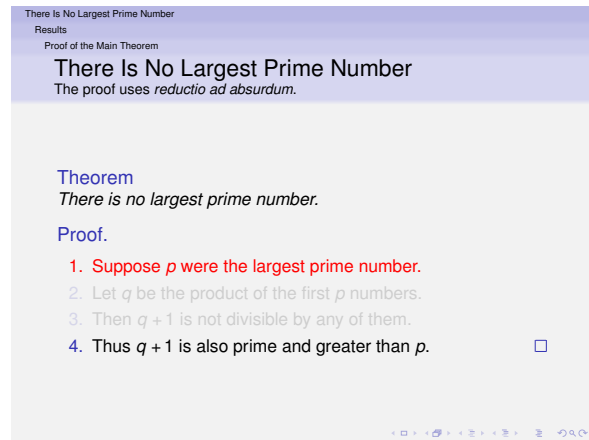 There Is No Largest Prime Number
Results
Proof of the Main Theorem
There Is No Largest Prime Number
The proof uses reductio ad absurdum.
Theorem
There is no largest prime number.
Proof.
1. Suppose p were the largest prime number.
2. Let q be the product of the first p numbers.
3. Then q + 1 is not divisible by any of them.
4. Thus q + 1 is also prime and greater than p. □